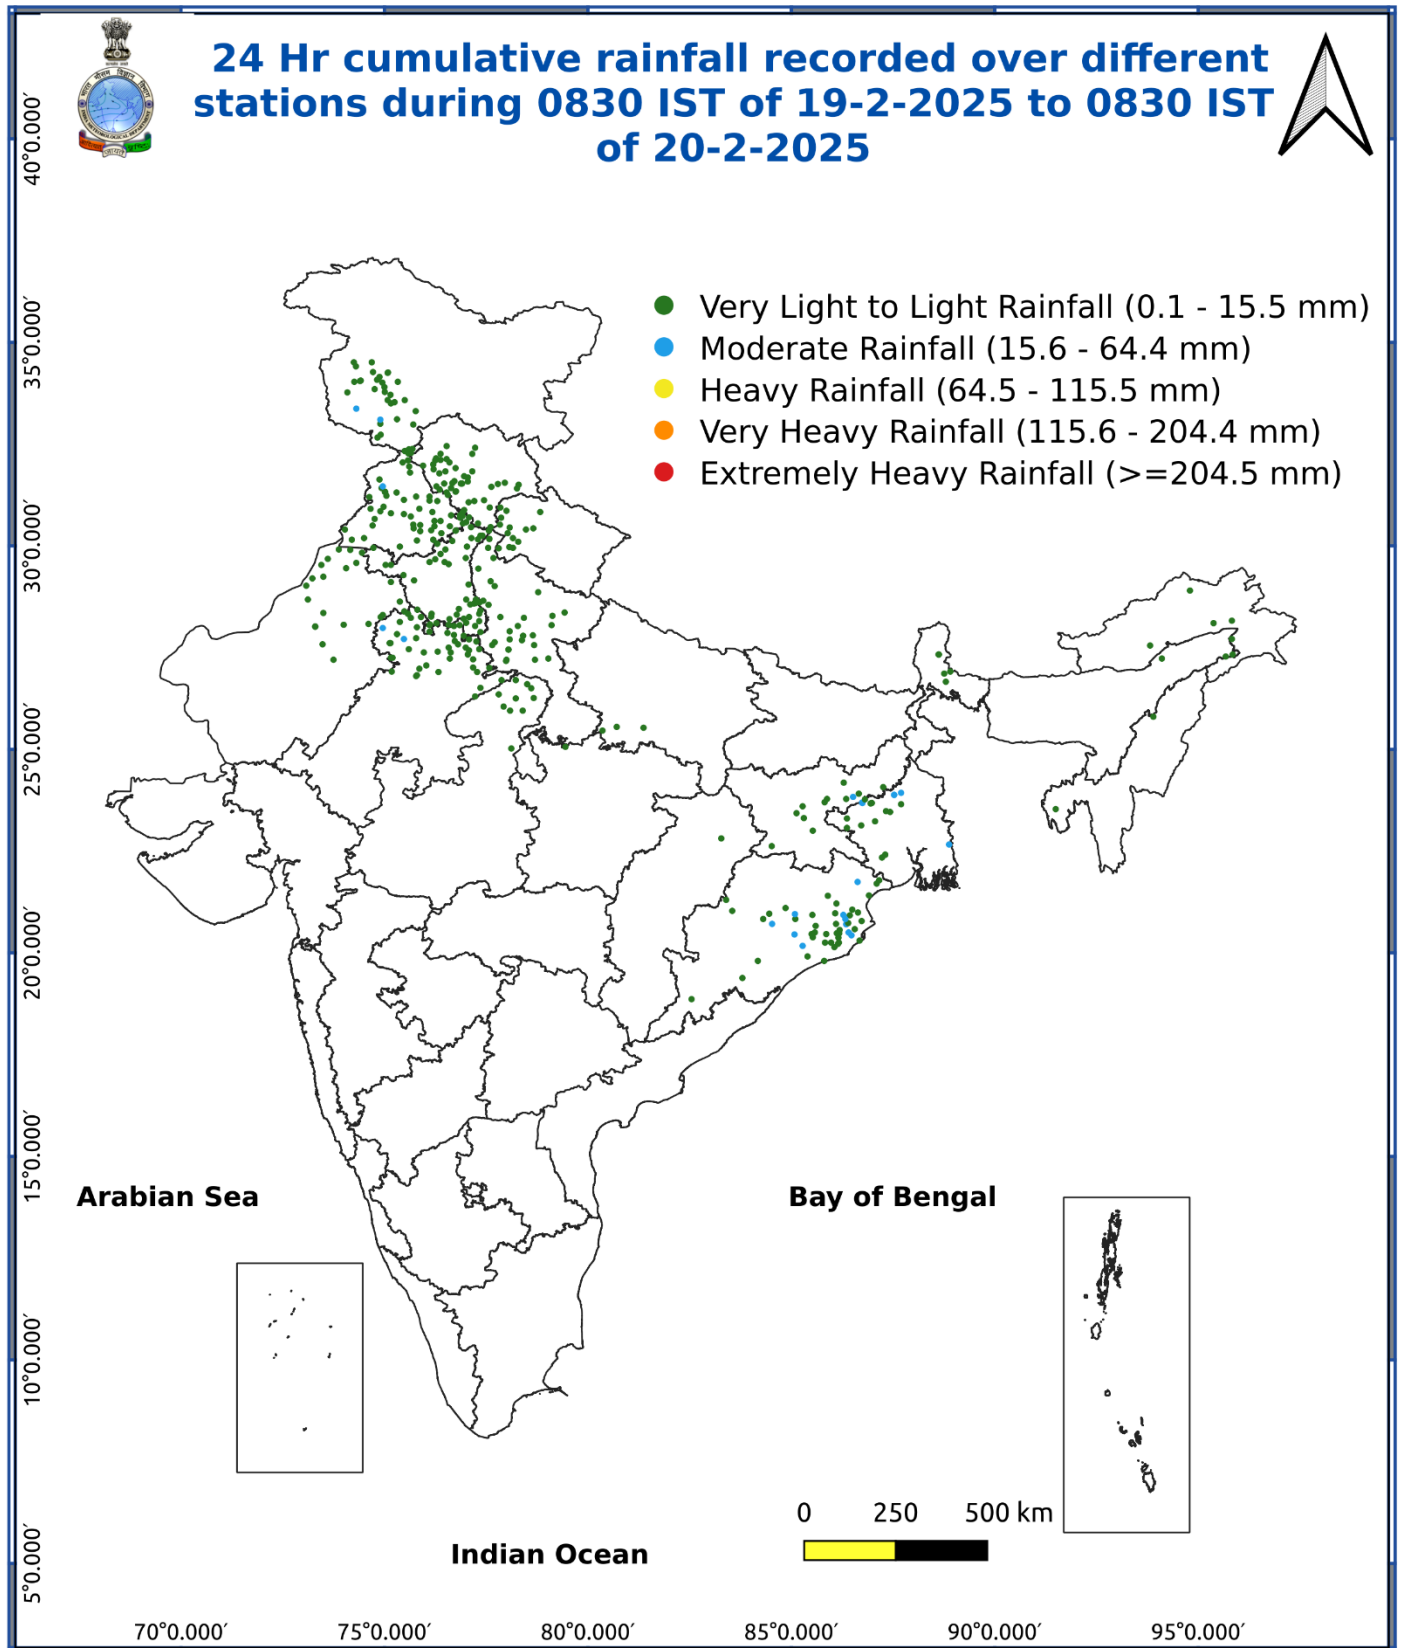 24 Hr cumulative rainfall recorded over different
stations during 0830 IST of 19-2-2025 to 0830 IST
of 20-2-2025
Very Light to Light Rainfall (0.1 - 15.5 mm)
Moderate Rainfall (15.6 - 64.4 mm)
Heavy Rainfall (64.5 - 115.5 mm)
Very Heavy Rainfall (115.6 - 204.4 mm)
Extremely Heavy Rainfall (>=204.5 mm)
40°0.000′
35°0.000′
30°0.000′
25°0.000′
20°0.000′
15°0.000′
10°0.000′
5°0.000′
Arabian Sea
Bay of Bengal
Indian Ocean
0 250 500 km
70°0.000′ 75°0.000′ 80°0.000′ 85°0.000′ 90°0.000′ 95°0.000′